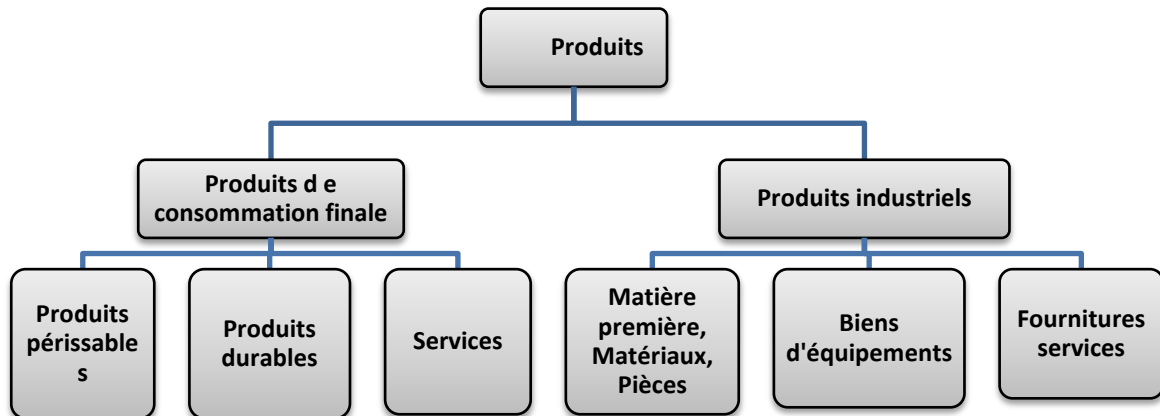 Produits
Produits d e
consommation finale
Produits industriels
Produits
périssable
s
Produits
durables
Services
Matière
première,
Matériaux,
Pièces
Biens
d'équipements
Fournitures
services